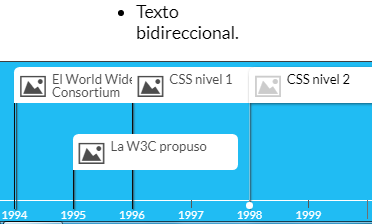 • Texto
bidireccional.
El World Wide
Consortium
CSS nivel 1
CSS nivel 2
La W3C propuso
1994 1995 1996 1997 1998 1999